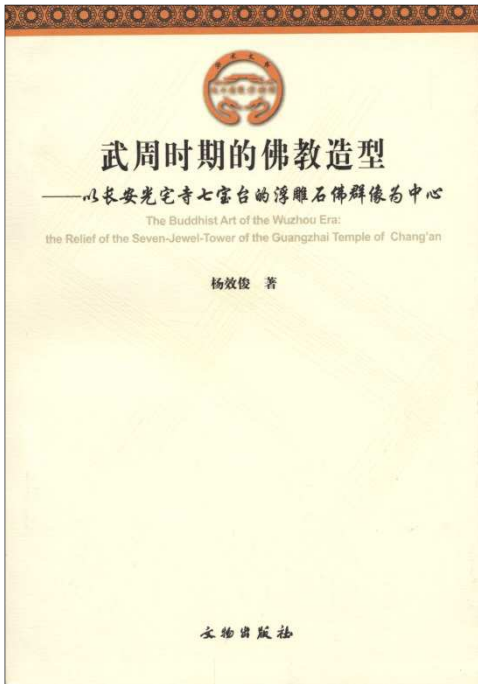 武周时期的佛教造型
——以长安光宅寺七宝台的浮雕石佛群像为中心
The Buddhist Art of the Wuzhou Era:
the Relief of the Seven-Jewel-Tower of the Guangzhai Temple of Chang'an
杨效俊 著
文物出版社